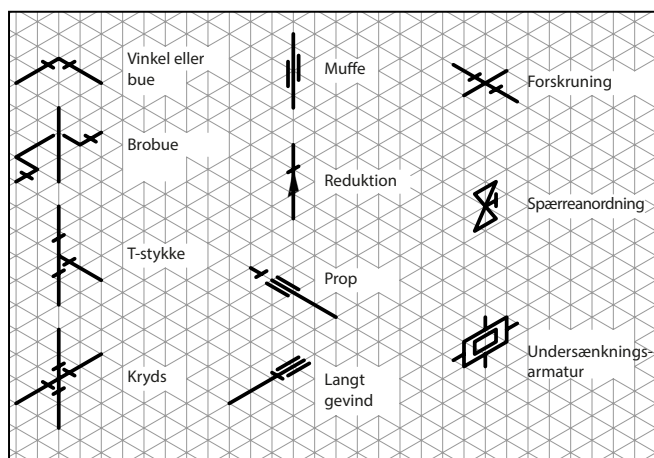 Vinkel eller
bue
Brobue
T-stykke
Kryds
Muffe
Reduktion
Prop
Langt
gevind
Forskruning
Spærreanordning
Undersænknings-
armatur